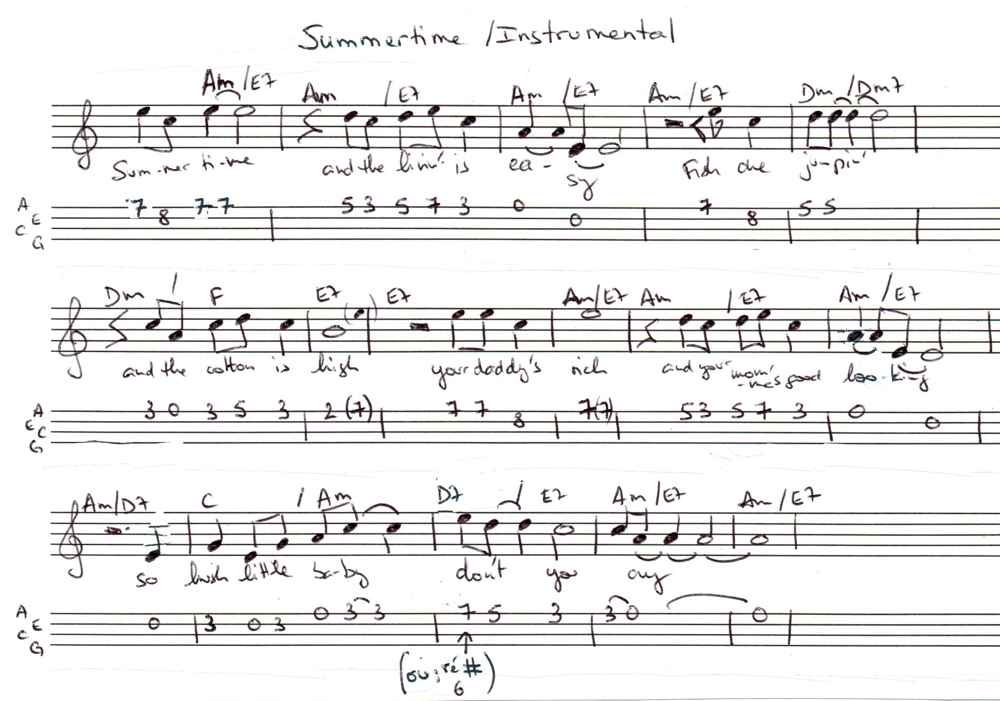 Summertime / Instrumental
Am / E7 Am / E7 Am / E7 Am / E7 Dm / Dm7
Sum-mer ti-me and the livin' is ea- sy Fish are jumpin'
A 7 7 7 5 3 5 7 3 0 7 5 5
E 8 0 8
C
G
Dm / F E7 ( ) E7 Am/E7 Am / E7 Am / E7
and the cotton is high your daddy's rich and your mom'-ma's good loo-king
A 3 0 3 5 3 2 (7) 7 7 7(7) 5 3 5 7 3 0
E 8 0
C
G
Am/D7 C / Am D7 / E7 Am / E7 Am / E7
so hush little ba-by don't you cry
A 0 3 3 7 5 3 3 0 0
E 0 3 0 3
C
G
(ou: ré #
6)